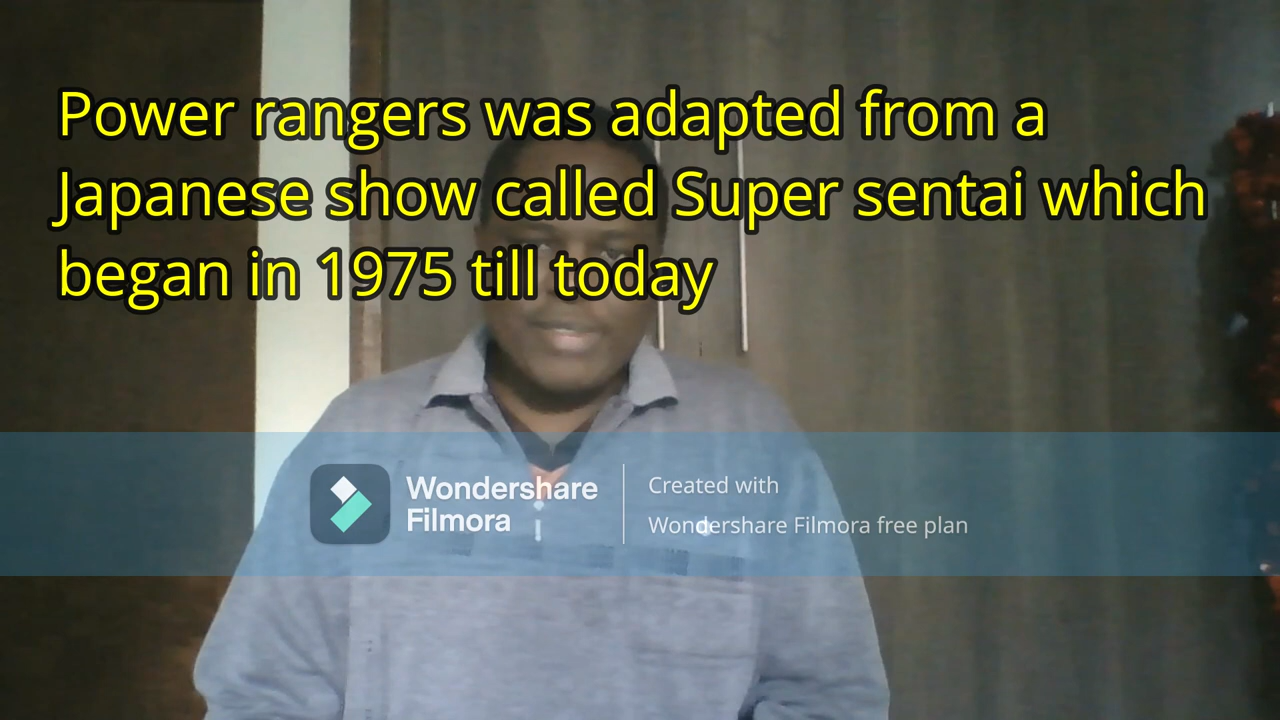 Power rangers was adapted from a
Japanese show called Super sentai which
began in 1975 till today
Wondershare
Filmora
Created with
Wondershare Filmora free plan